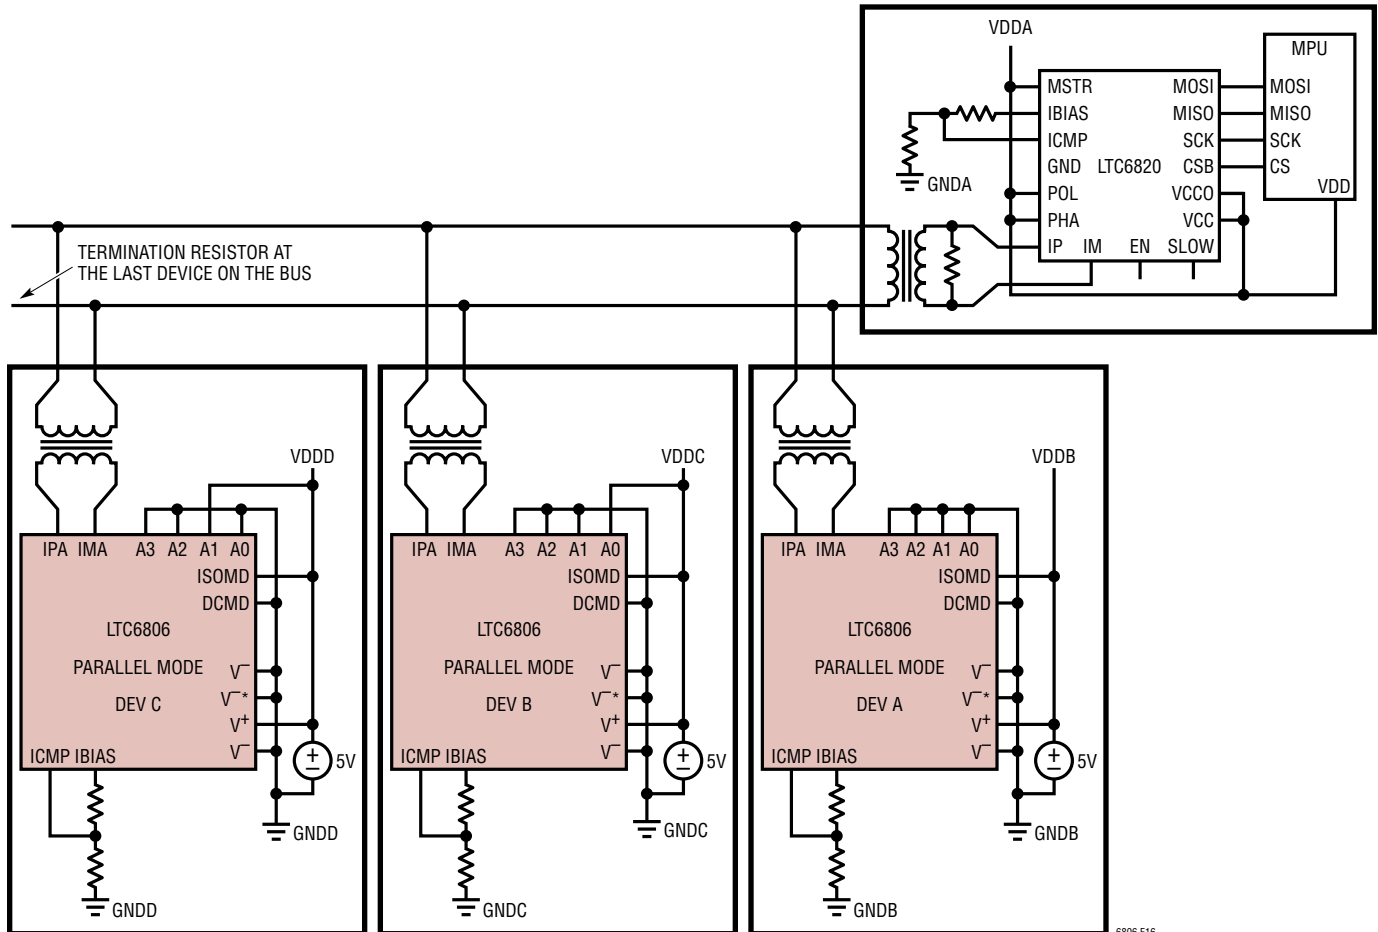 VDDA
MPU
MSTR MOSI MOSI
IBIAS MISO MISO
ICMP SCK SCK
GND LTC6820 CSB CS
GNDA
VDD
POL VCCO
PHA VCC
IP IM EN SLOW
TERMINATION RESISTOR AT
THE LAST DEVICE ON THE BUS
VDDD
IPA IMA A3 A2 A1 A0
ISOMD
DCMD
LTC6806
PARALLEL MODE
V–
DEV C
V–*
V+
ICMP IBIAS V–
+
–
5V
GNDD
GNDD
VDDC
IPA IMA A3 A2 A1 A0
ISOMD
DCMD
LTC6806
PARALLEL MODE
V–
DEV B
V–*
V+
ICMP IBIAS V–
+
–
5V
GNDC
GNDC
VDDB
IPA IMA A3 A2 A1 A0
ISOMD
DCMD
LTC6806
PARALLEL MODE
V–
DEV A
V–*
V+
ICMP IBIAS V–
+
–
5V
GNDB
GNDB